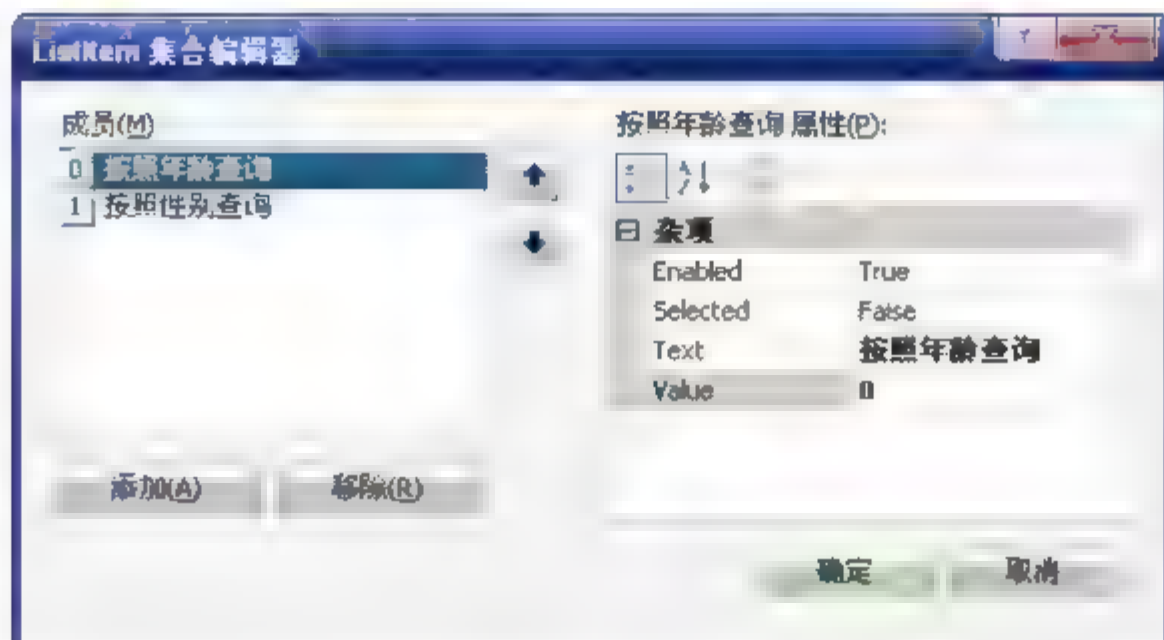 ListItem 集合编辑器
成员(M)
0 按照年龄查询
1 按照性别查询
添加(A) 移除(R)
按照年龄查询 属性(P):
杂项
Enabled True
Selected False
Text 按照年龄查询
Value 0
确定 取消